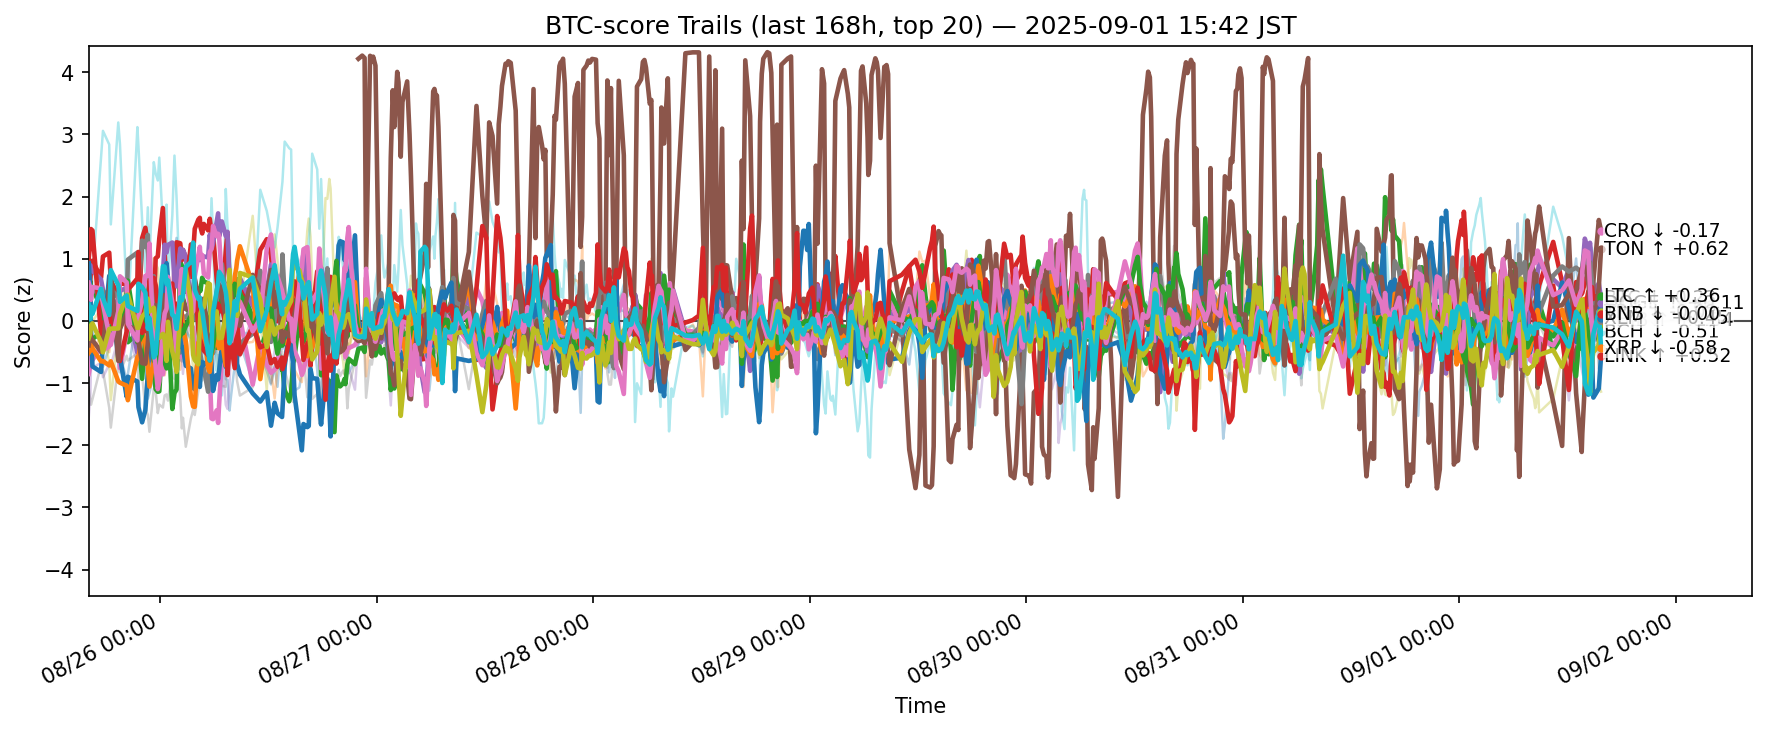 BTC-score Trails (last 168h, top 20) — 2025-09-01 15:42 JST
Score (z)
4
3
2
1
0
−1
−2
−3
−4
CRO ↓ -0.17
TON ↑ +0.62
LTC ↑ +0.36
11
BNB ↓ -0.005
BCH ↓ -0.51
XRP ↓ -0.58
LINK ↑ +0.32
08/26 00:00
08/27 00:00
08/28 00:00
08/29 00:00
08/30 00:00
08/31 00:00
09/01 00:00
09/02 00:00
Time